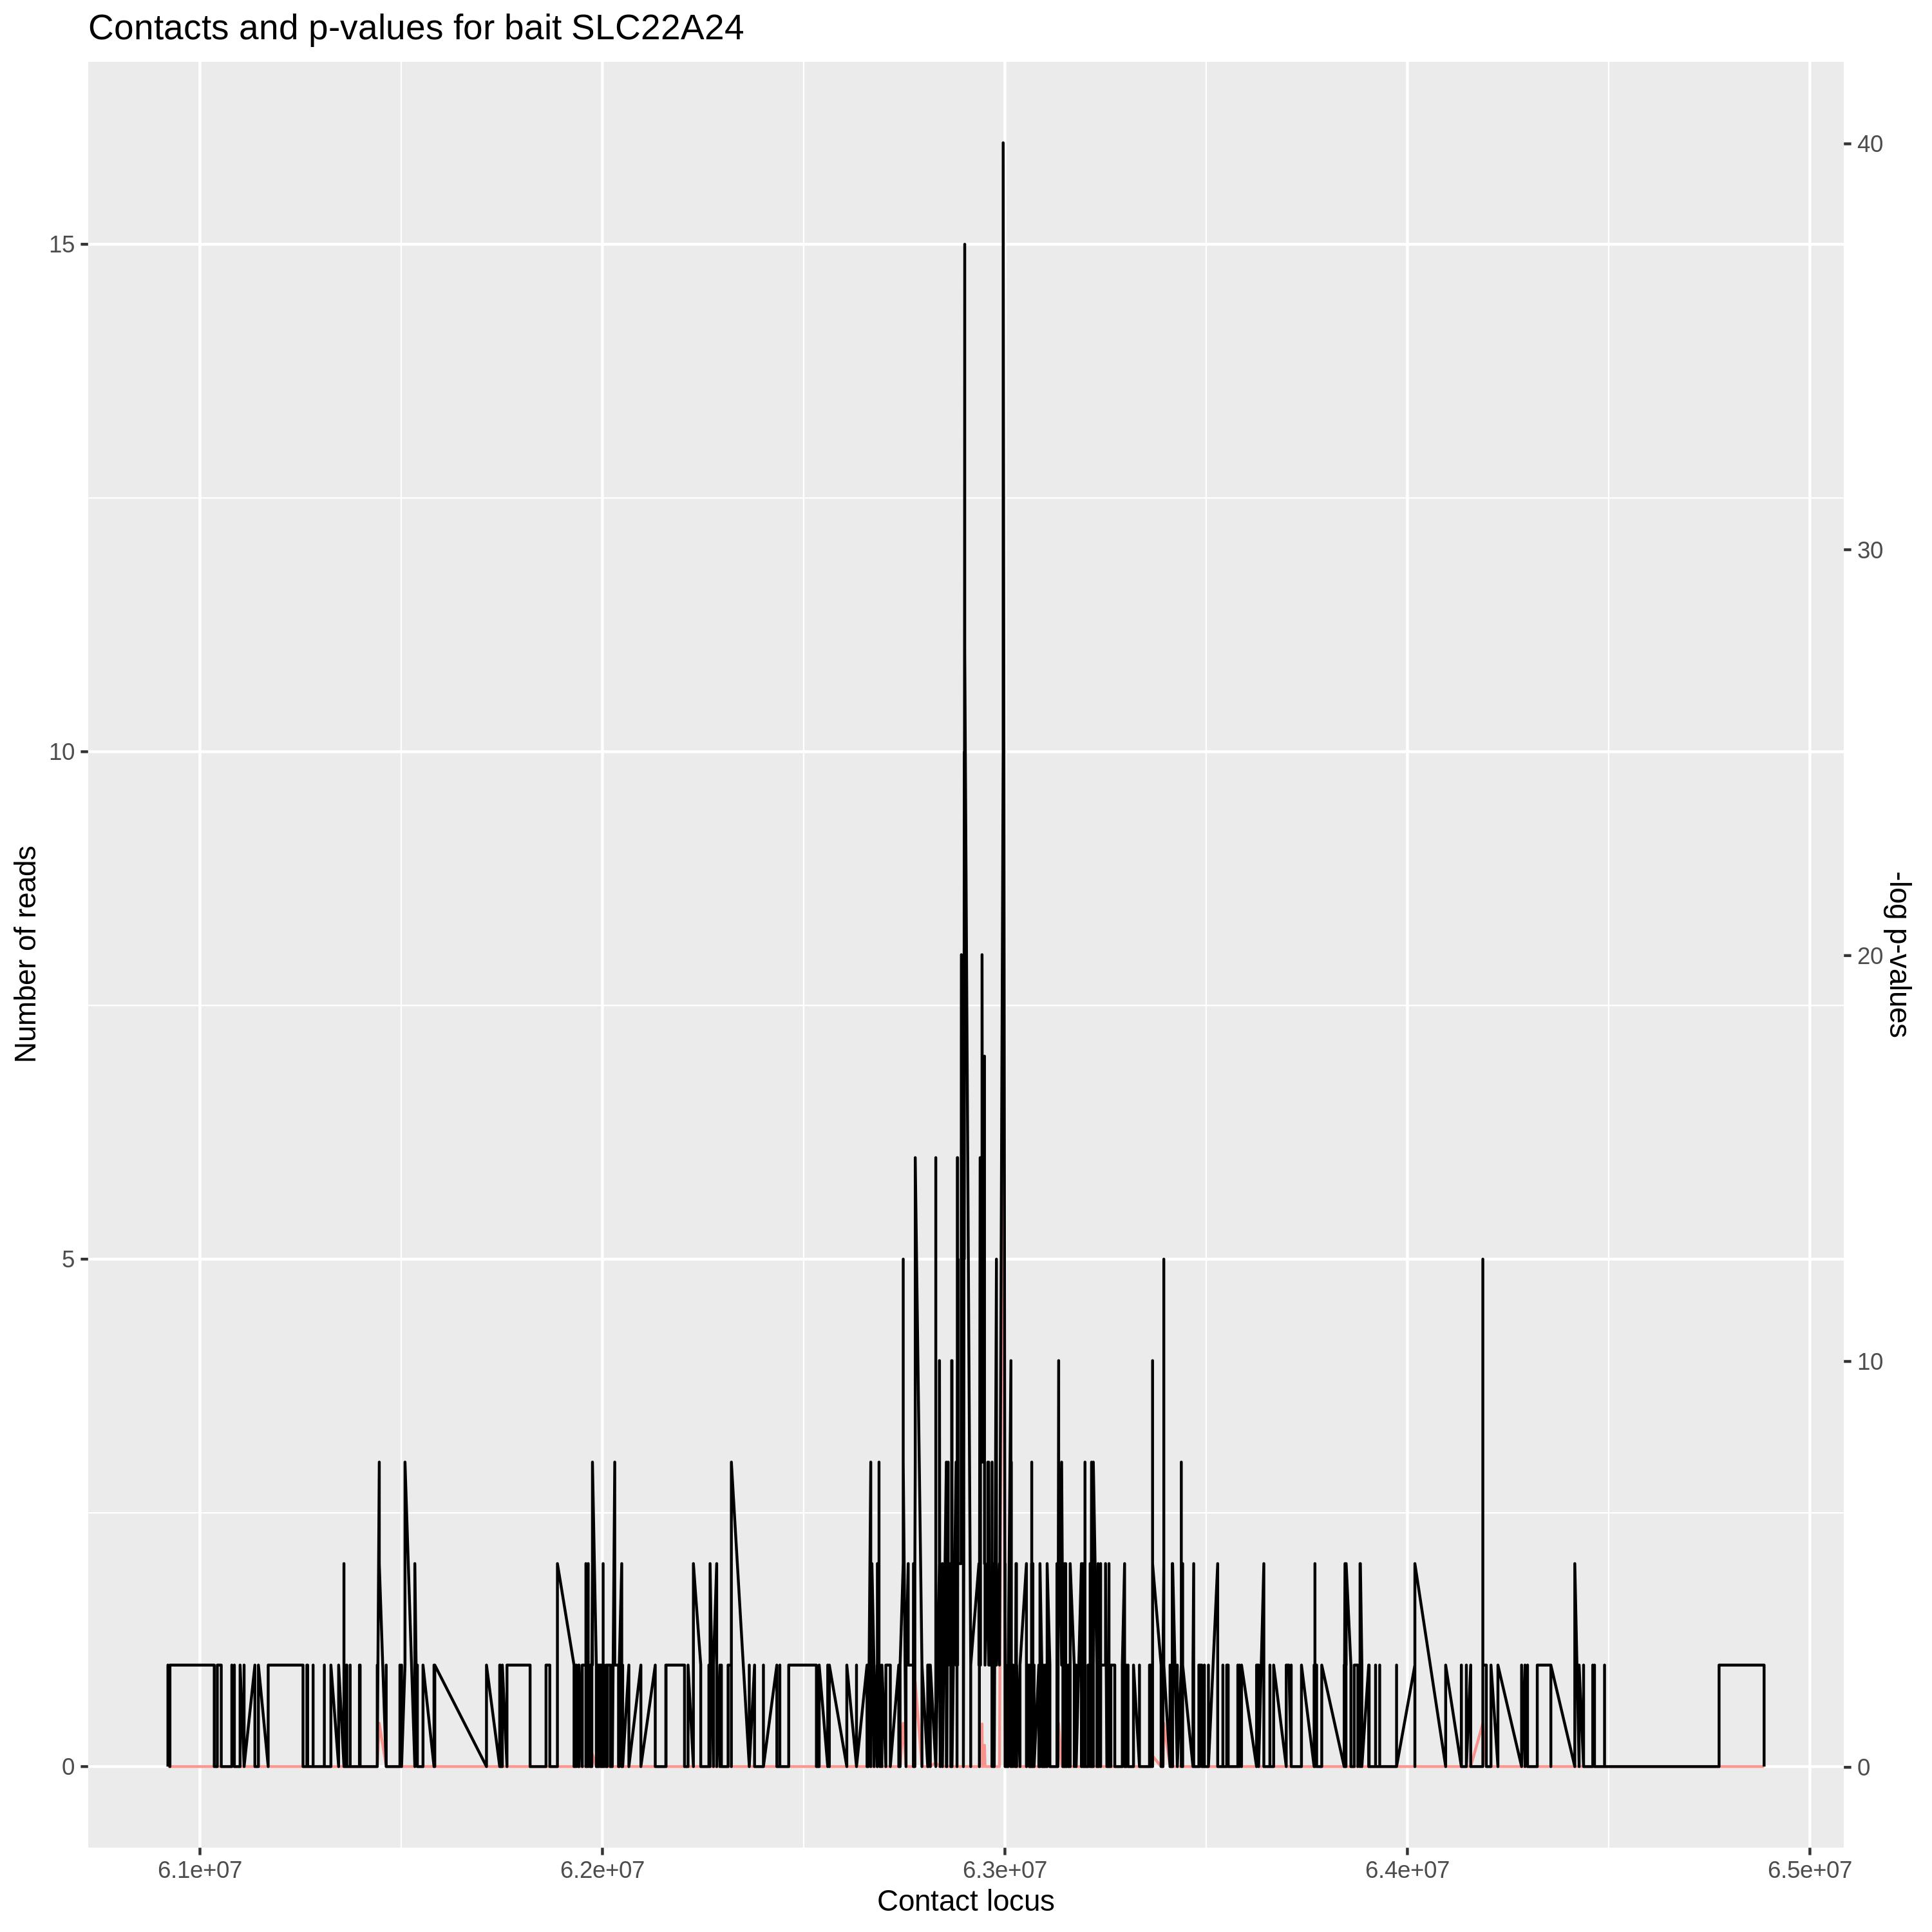 Contacts and p-values for bait SLC22A24
40
15
30
10
20
Number of reads
-log p-values
5
10
0
0
6.1e+07 6.2e+07 6.3e+07 6.4e+07 6.5e+07
Contact locus